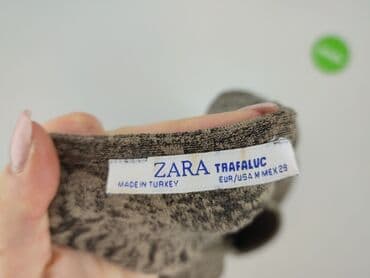 ZARA TRAFALUC
MADE IN TURKEY EUR/USA M MEX 28